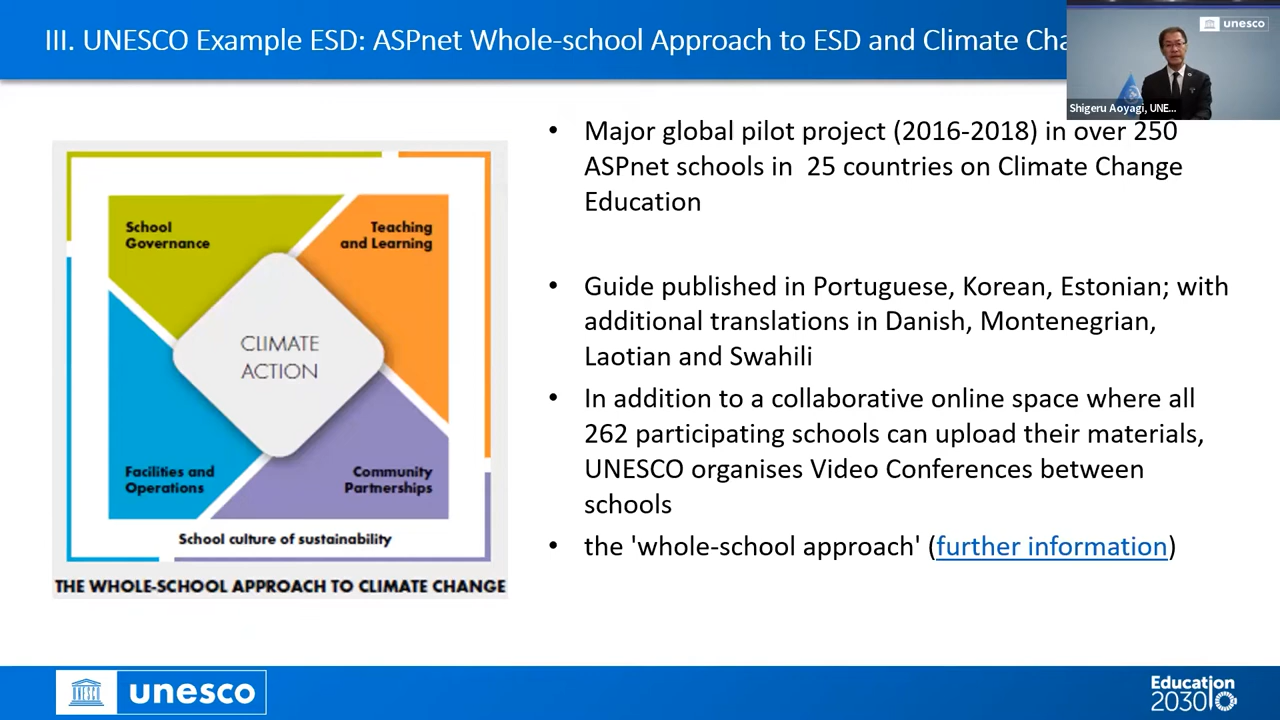 III. UNESCO Example ESD: ASPnet Whole-school Approach to ESD and Climate Cha
unesco
Shigeru Aoyagi, UNE...
School
Governance
Teaching
and Learning
CLIMATE
ACTION
Facilities and
Operations
Community
Partnerships
School culture of sustainability
THE WHOLE-SCHOOL APPROACH TO CLIMATE CHANGE
• Major global pilot project (2016-2018) in over 250
ASPnet schools in 25 countries on Climate Change
Education
• Guide published in Portuguese, Korean, Estonian; with
additional translations in Danish, Montenegrian,
Laotian and Swahili
• In addition to a collaborative online space where all
262 participating schools can upload their materials,
UNESCO organises Video Conferences between
schools
• the 'whole-school approach' (further information)
unesco
Education
2030